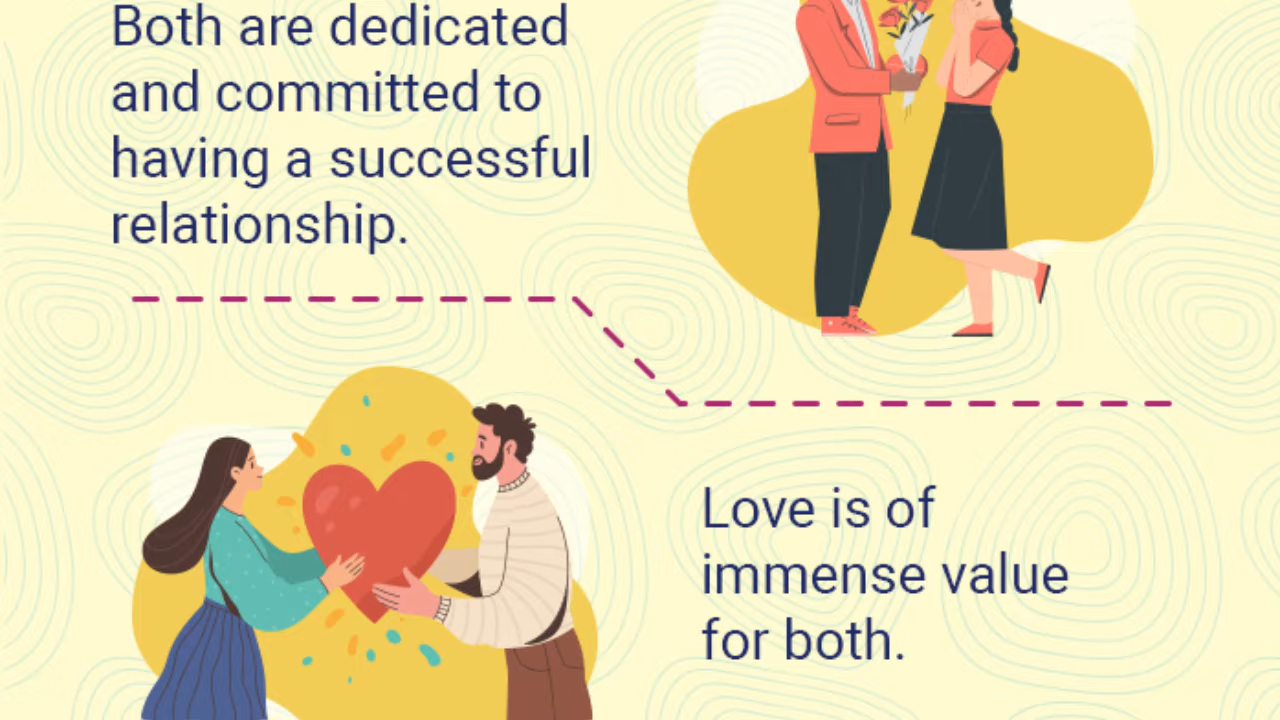 Both are dedicated
and committed to
having a successful
relationship.
Love is of
immense value
for both.